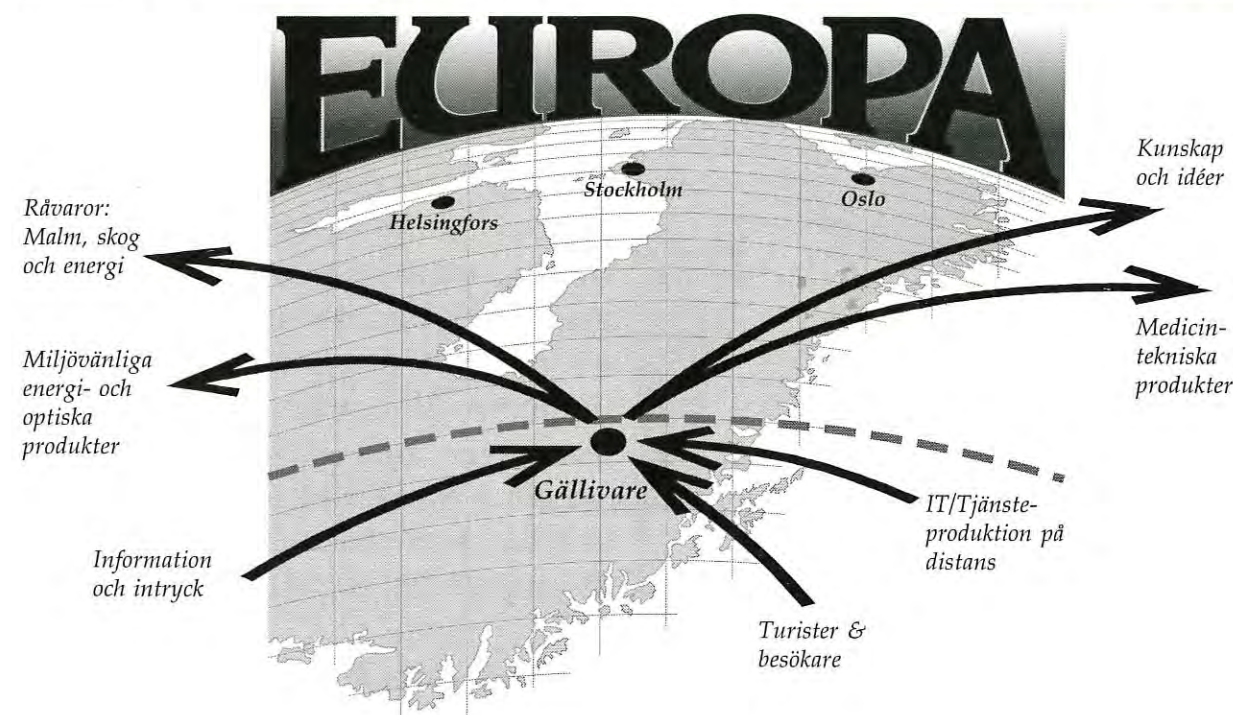 EUROPA
Kunskap
och idéer
Stockholm
Oslo
Helsingfors
Råvaror:
Malm, skog
och energi
Medicin-
tekniska
produkter
Miljövänliga
energi- och
optiska
produkter
Gällivare
IT/Tjänste-
produktion på
distans
Information
och intryck
Turister &
besökare